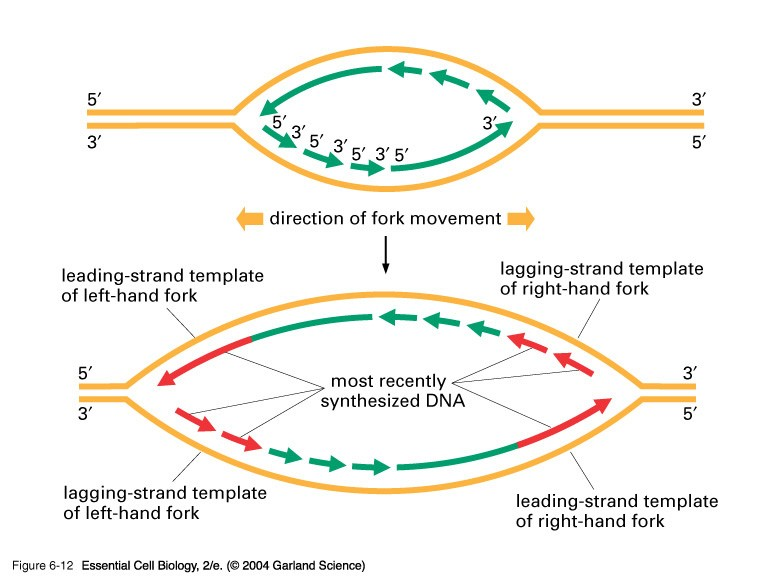 5′ 3′
3′ 5′
5′ 3′ 5′ 3′ 5′ 3′ 5′ 3′
direction of fork movement
leading-strand template
of left-hand fork
lagging-strand template
of right-hand fork
5′ 3′
3′ 5′
most recently
synthesized DNA
lagging-strand template
of left-hand fork
leading-strand template
of right-hand fork
Figure 6-12 Essential Cell Biology, 2/e. (© 2004 Garland Science)